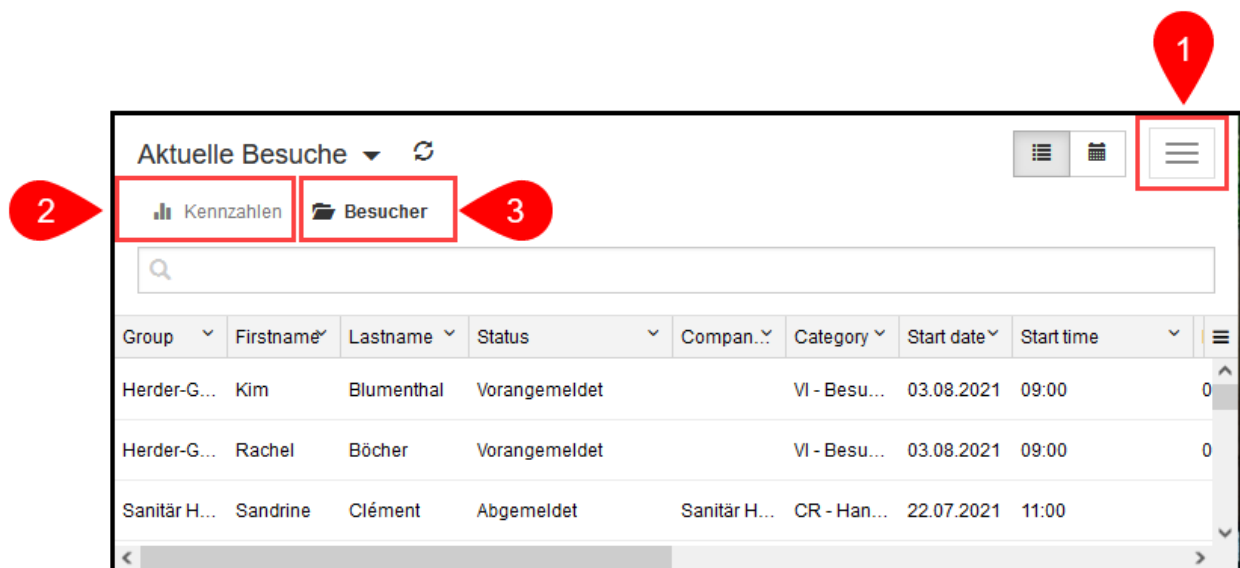 1
Aktuelle Besuche
2
Kennzahlen Besucher
3
Group Firstname Lastname Status Compan... Category Start date Start time
Herder-G... Kim Blumenthal Vorangemeldet VI - Besu... 03.08.2021 09:00 0
Herder-G... Rachel Böcher Vorangemeldet VI - Besu... 03.08.2021 09:00 0
Sanitär H... Sandrine Clément Abgemeldet Sanitär H... CR - Han... 22.07.2021 11:00